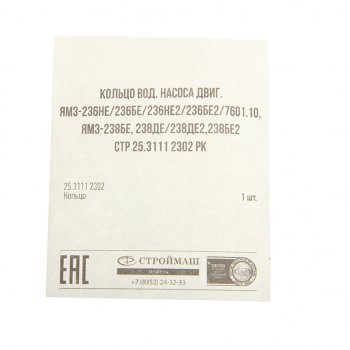 КОЛЬЦО ВОД. НАСОСА ДВИГ.
ЯМЗ-236НЕ/236БЕ/236НЕ2/236БЕ2/7601.10,
ЯМЗ-238БЕ, 238ДЕ/238ДЕ2,238БЕ2
СТР 25.3111 2302 РК
25.3111 2302
Кольцо
1 шт.
ЕАС
СТРОЙМАШ
+7 (8352) 24-32-33